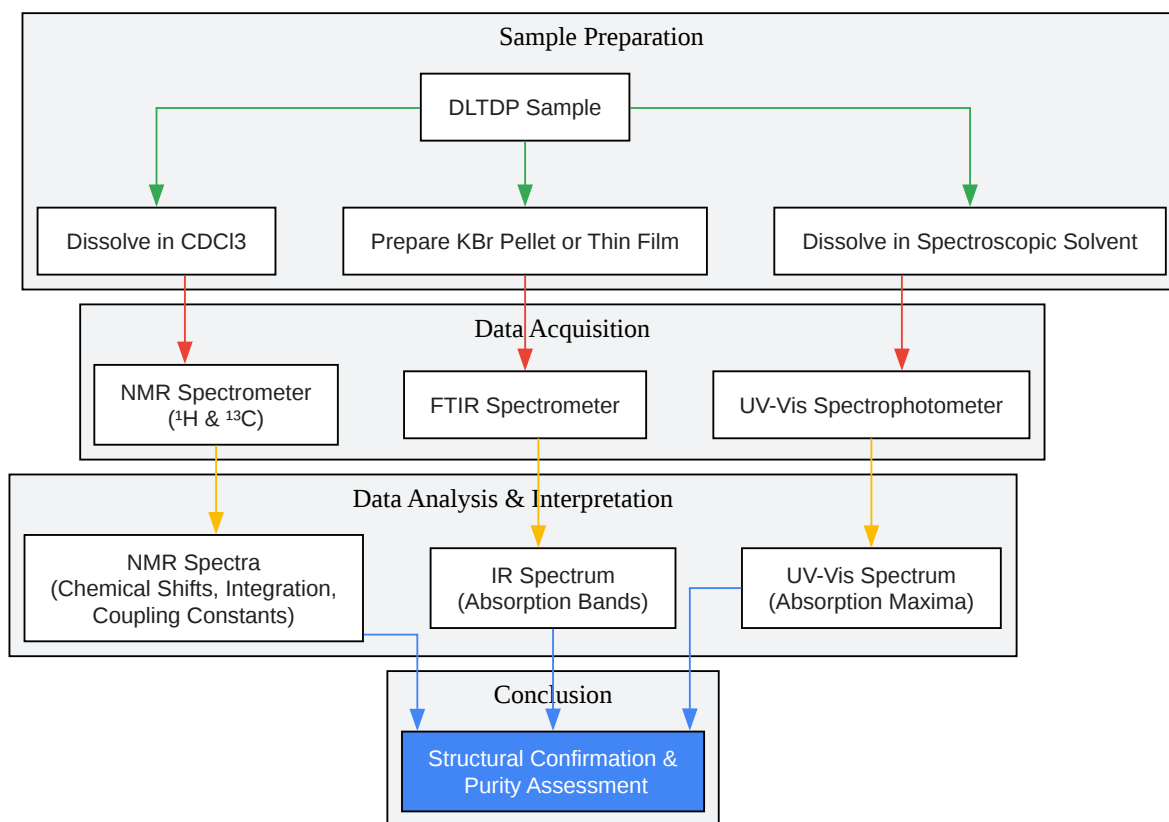 Sample Preparation
DLTDP Sample
Dissolve in CDCl3
Prepare KBr Pellet or Thin Film
Dissolve in Spectroscopic Solvent
Data Acquisition
NMR Spectrometer
(¹H & ¹³C)
FTIR Spectrometer
UV-Vis Spectrophotometer
Data Analysis & Interpretation
NMR Spectra
(Chemical Shifts, Integration,
Coupling Constants)
IR Spectrum
(Absorption Bands)
UV-Vis Spectrum
(Absorption Maxima)
Conclusion
Structural Confirmation &
Purity Assessment